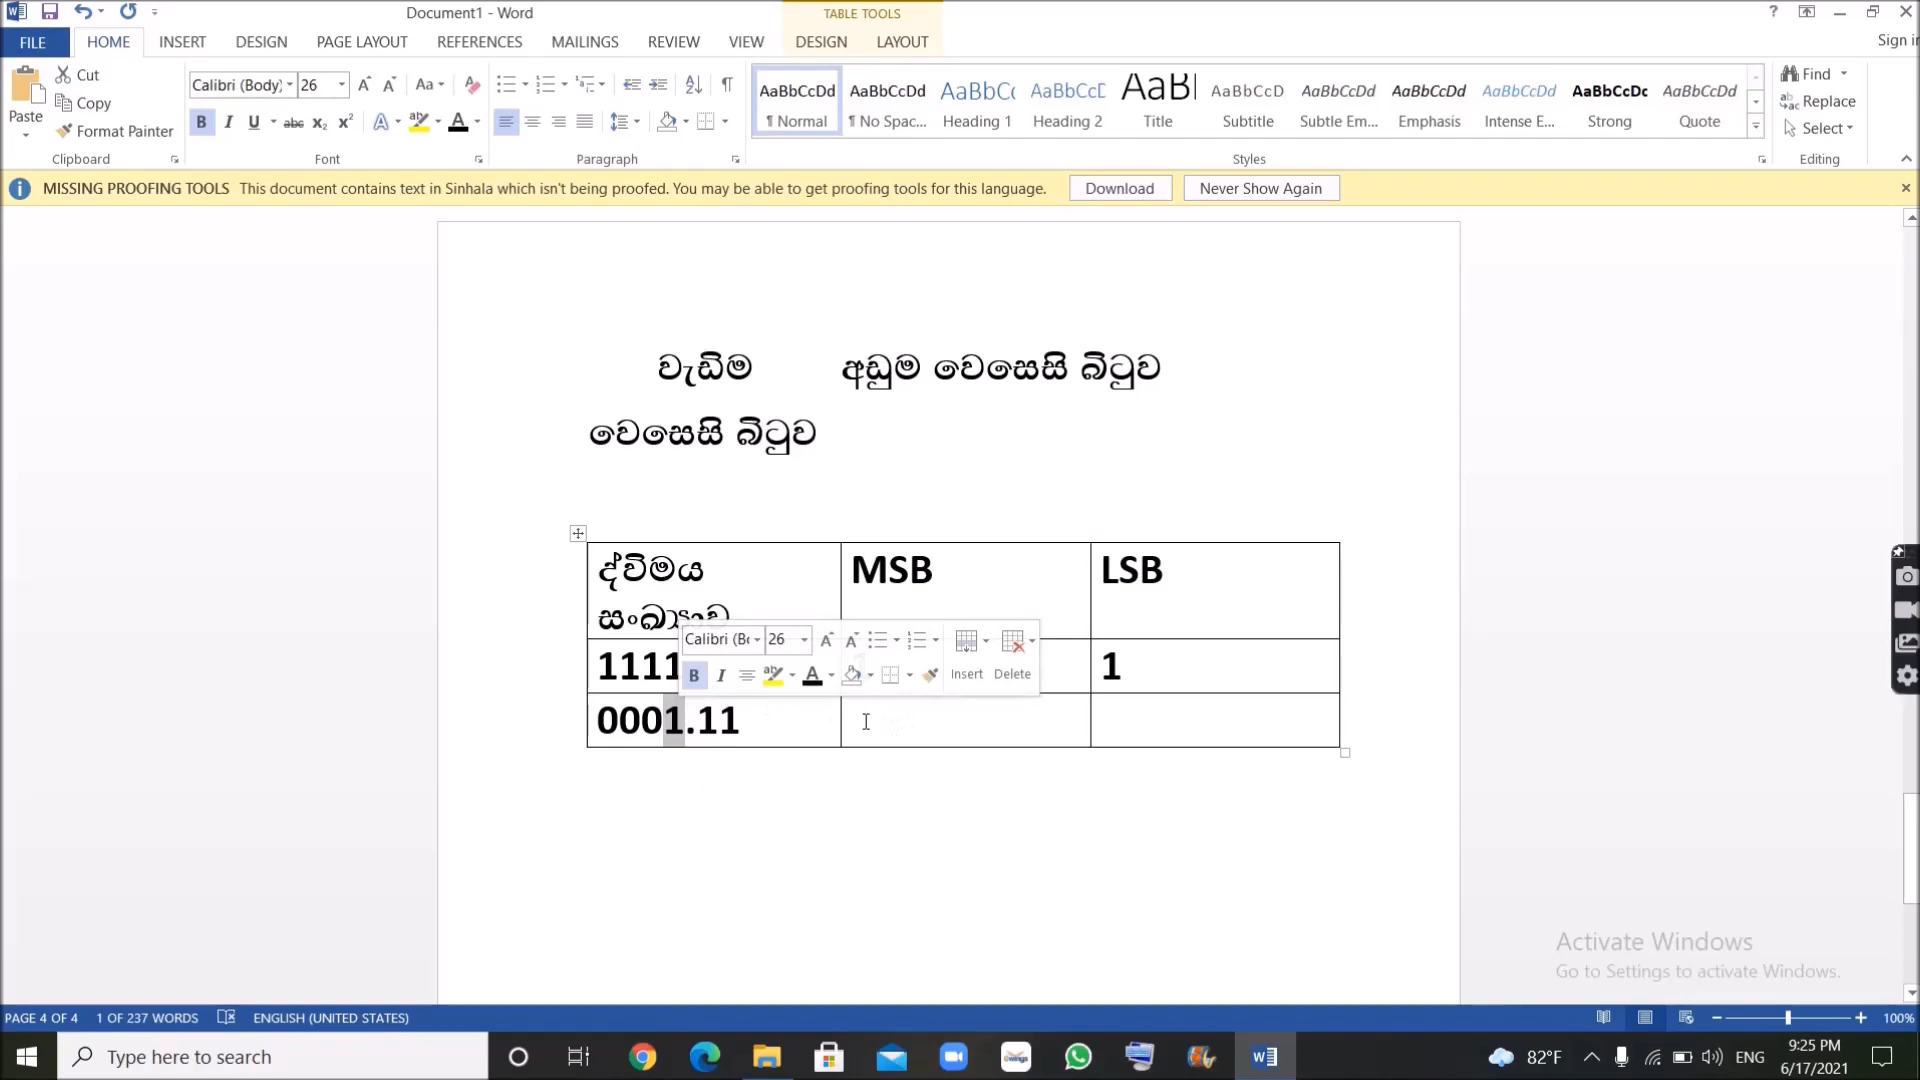 Document1 - Word
TABLE TOOLS
Sign in
FILE HOME INSERT DESIGN PAGE LAYOUT REFERENCES MAILINGS REVIEW VIEW DESIGN LAYOUT
Paste
Cut
Copy
Format Painter
Clipboard
Calibri (Body) 26
Font
Paragraph
AaBbCcDd AaBbCcDd AaBbCc AaBbCcD AaBb AaBbCcD AaBbCcDd AaBbCcDd AaBbCcDd AaBbCcDc AaBbCcDd
¶ Normal ¶ No Spac... Heading 1 Heading 2 Title Subtitle Subtle Em... Emphasis Intense E... Strong Quote
Styles
Find
Replace
Select
Editing
MISSING PROOFING TOOLS This document contains text in Sinhala which isn't being proofed. You may be able to get proofing tools for this language. Download Never Show Again
වැඩිම අඩුම වෙසෙසි බිටුව
වෙසෙසි බිටුව
ද්විමය MSB LSB
සංඛ්‍යාව
Calibri (Bo 26
Insert Delete
1111 1
0001.11
Activate Windows
Go to Settings to activate Windows.
PAGE 4 OF 4 1 OF 237 WORDS ENGLISH (UNITED STATES) 100%
Type here to search
82°F ENG 9:25 PM
6/17/2021